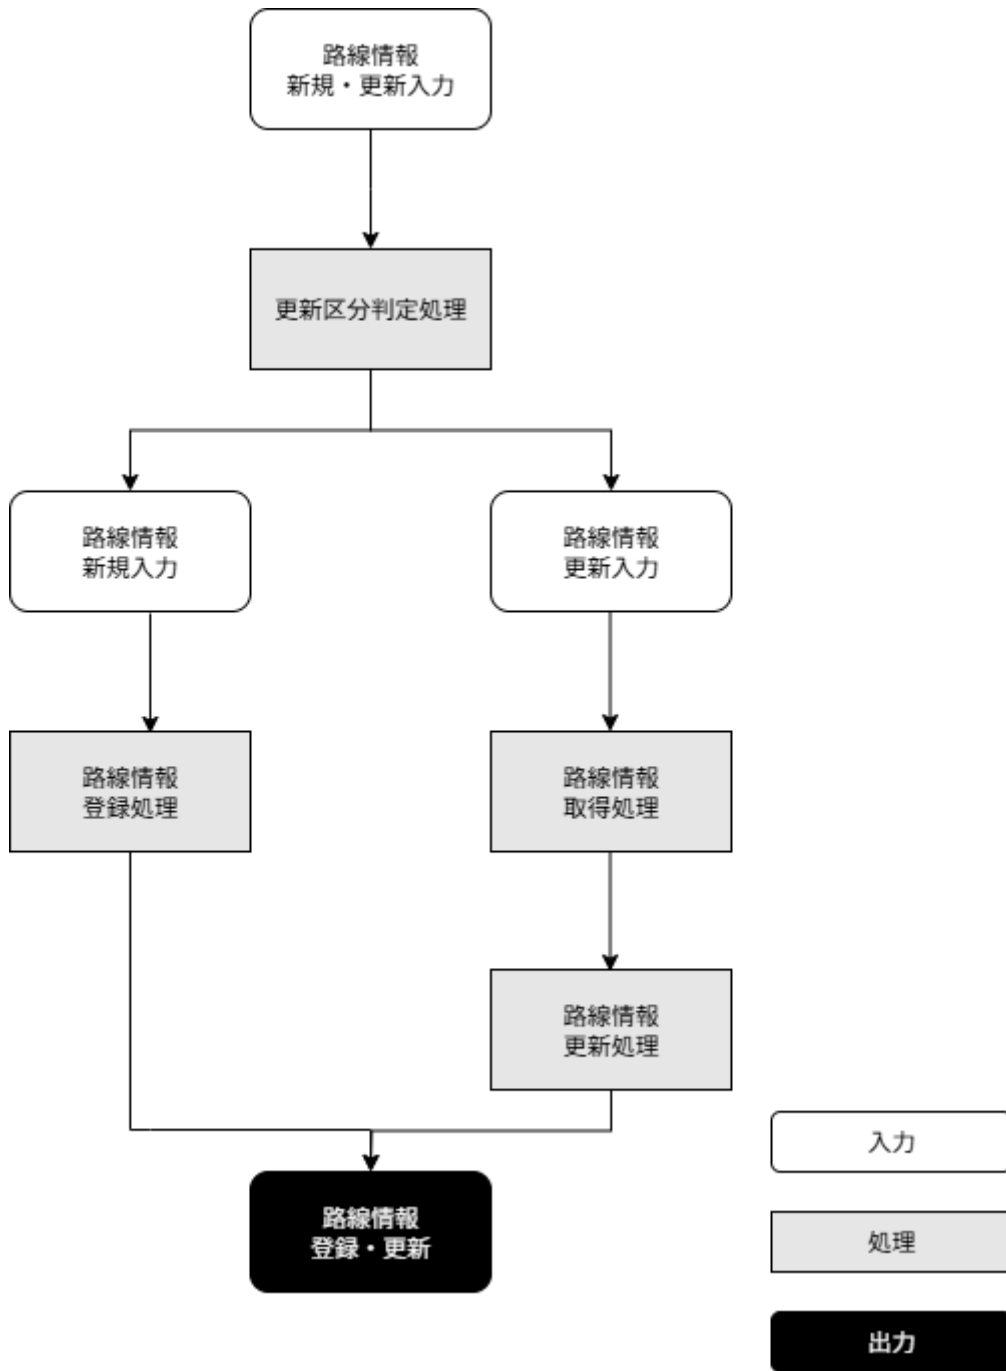 路線情報
新規・更新入力
更新区分判定処理
路線情報
新規入力
路線情報
更新入力
路線情報
登録処理
路線情報
取得処理
路線情報
更新処理
路線情報
登録・更新
入力
処理
出力